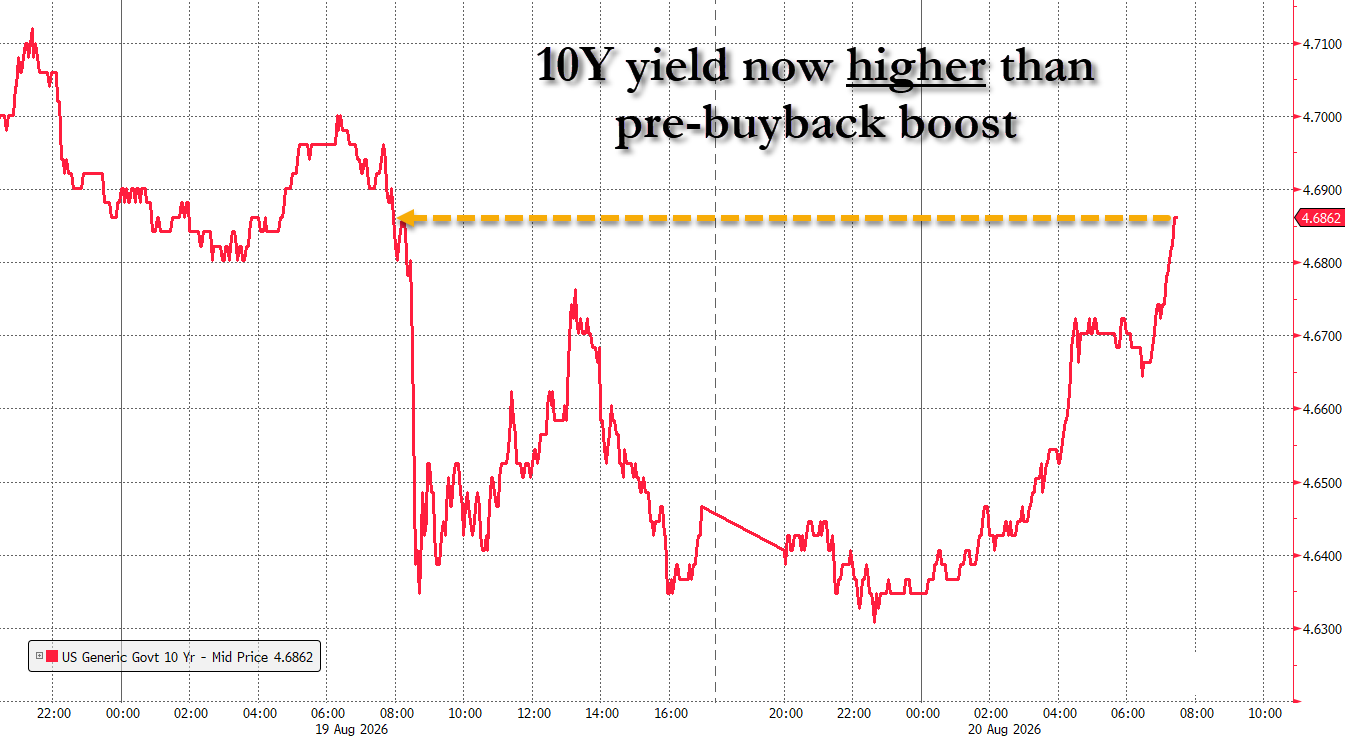 10Y yield now higher than
pre-buyback boost
4.7100
4.7000
4.6900
4.6862
4.6800
4.6700
4.6600
4.6500
4.6400
4.6300
US Generic Govt 10 Yr - Mid Price 4.6862
22:00 00:00 02:00 04:00 06:00 08:00 10:00 12:00 14:00 16:00 20:00 22:00 00:00 02:00 04:00 06:00 08:00 10:00
19 Aug 2026 20 Aug 2026